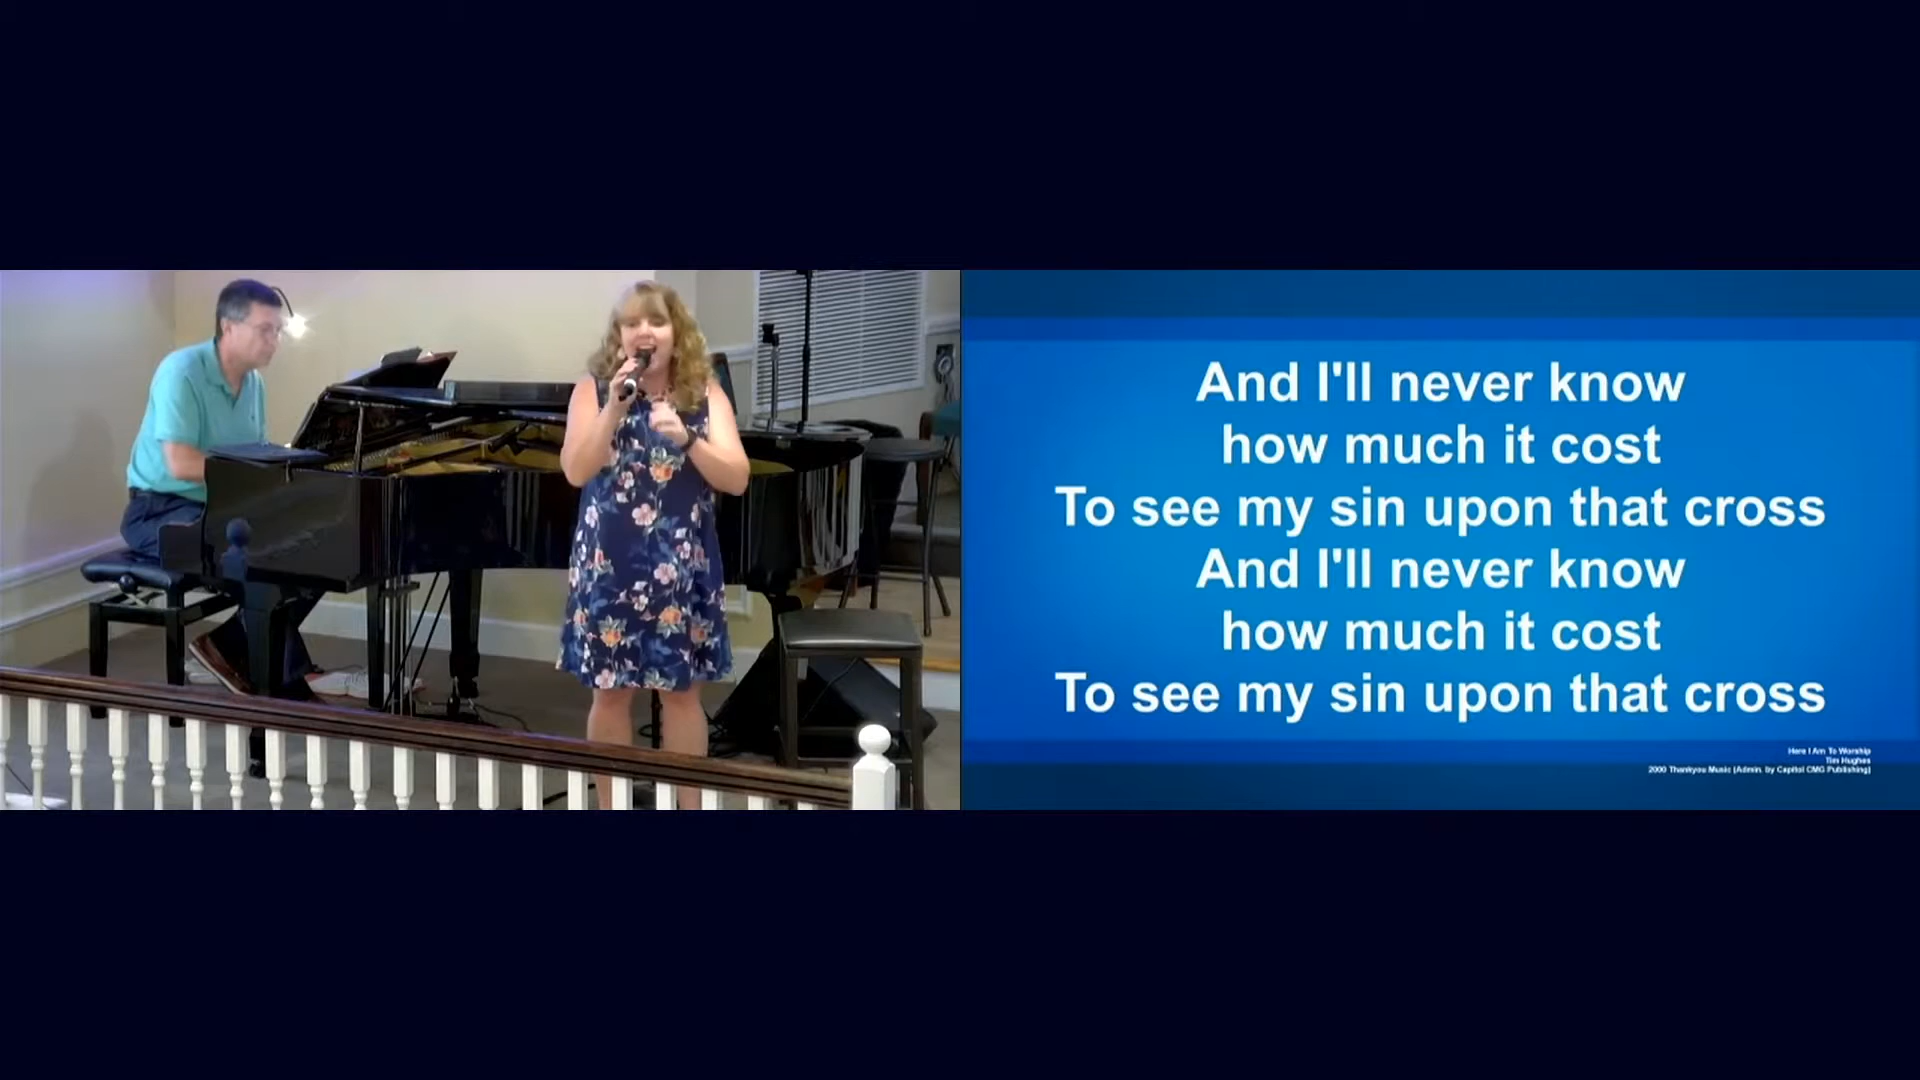 And I'll never know
how much it cost
To see my sin upon that cross
And I'll never know
how much it cost
To see my sin upon that cross
Here I Am To Worship
Tim Hughes
2000 Thankyou Music (Admin. by Capitol CMG Publishing)